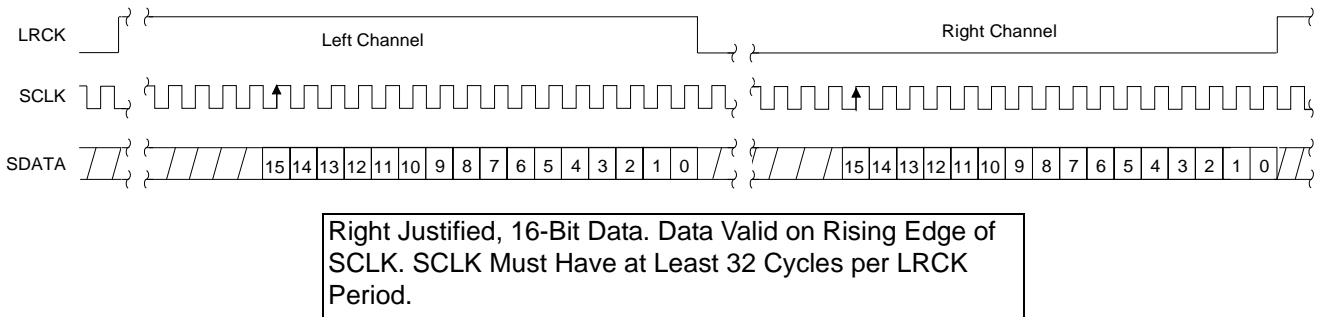 LRCK Left Channel Right Channel
SCLK
SDATA 15 14 13 12 11 10 9 8 7 6 5 4 3 2 1 0 15 14 13 12 11 10 9 8 7 6 5 4 3 2 1 0
Right Justified, 16-Bit Data. Data Valid on Rising Edge of
SCLK. SCLK Must Have at Least 32 Cycles per LRCK
Period.